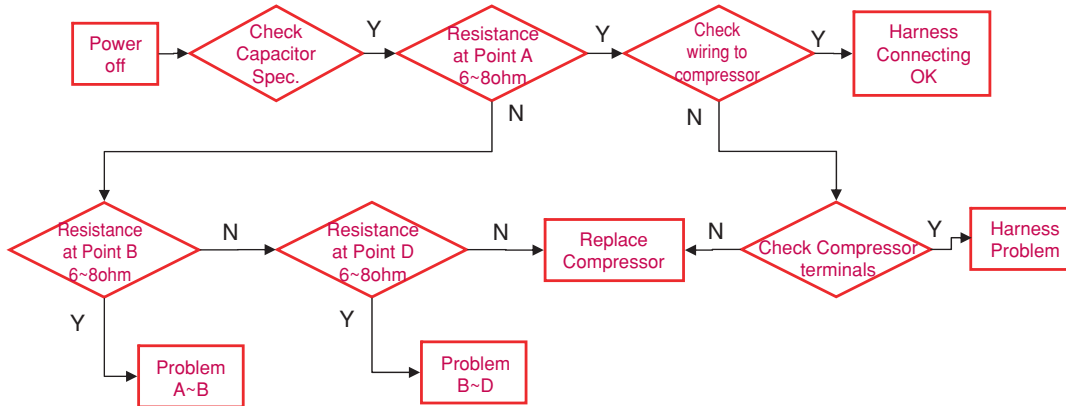 Power
off
Check
Capacitor
Spec.
Y
Resistance
at Point A
6~8ohm
Y
Check
wiring to
compressor
Y
Harness
Connecting
OK
N
N
Resistance
at Point B
6~8ohm
N
Resistance
at Point D
6~8ohm
N
Replace
Compressor
N
Check Compressor
terminals
Y
Harness
Problem
Y
Problem
A~B
Y
Problem
B~D